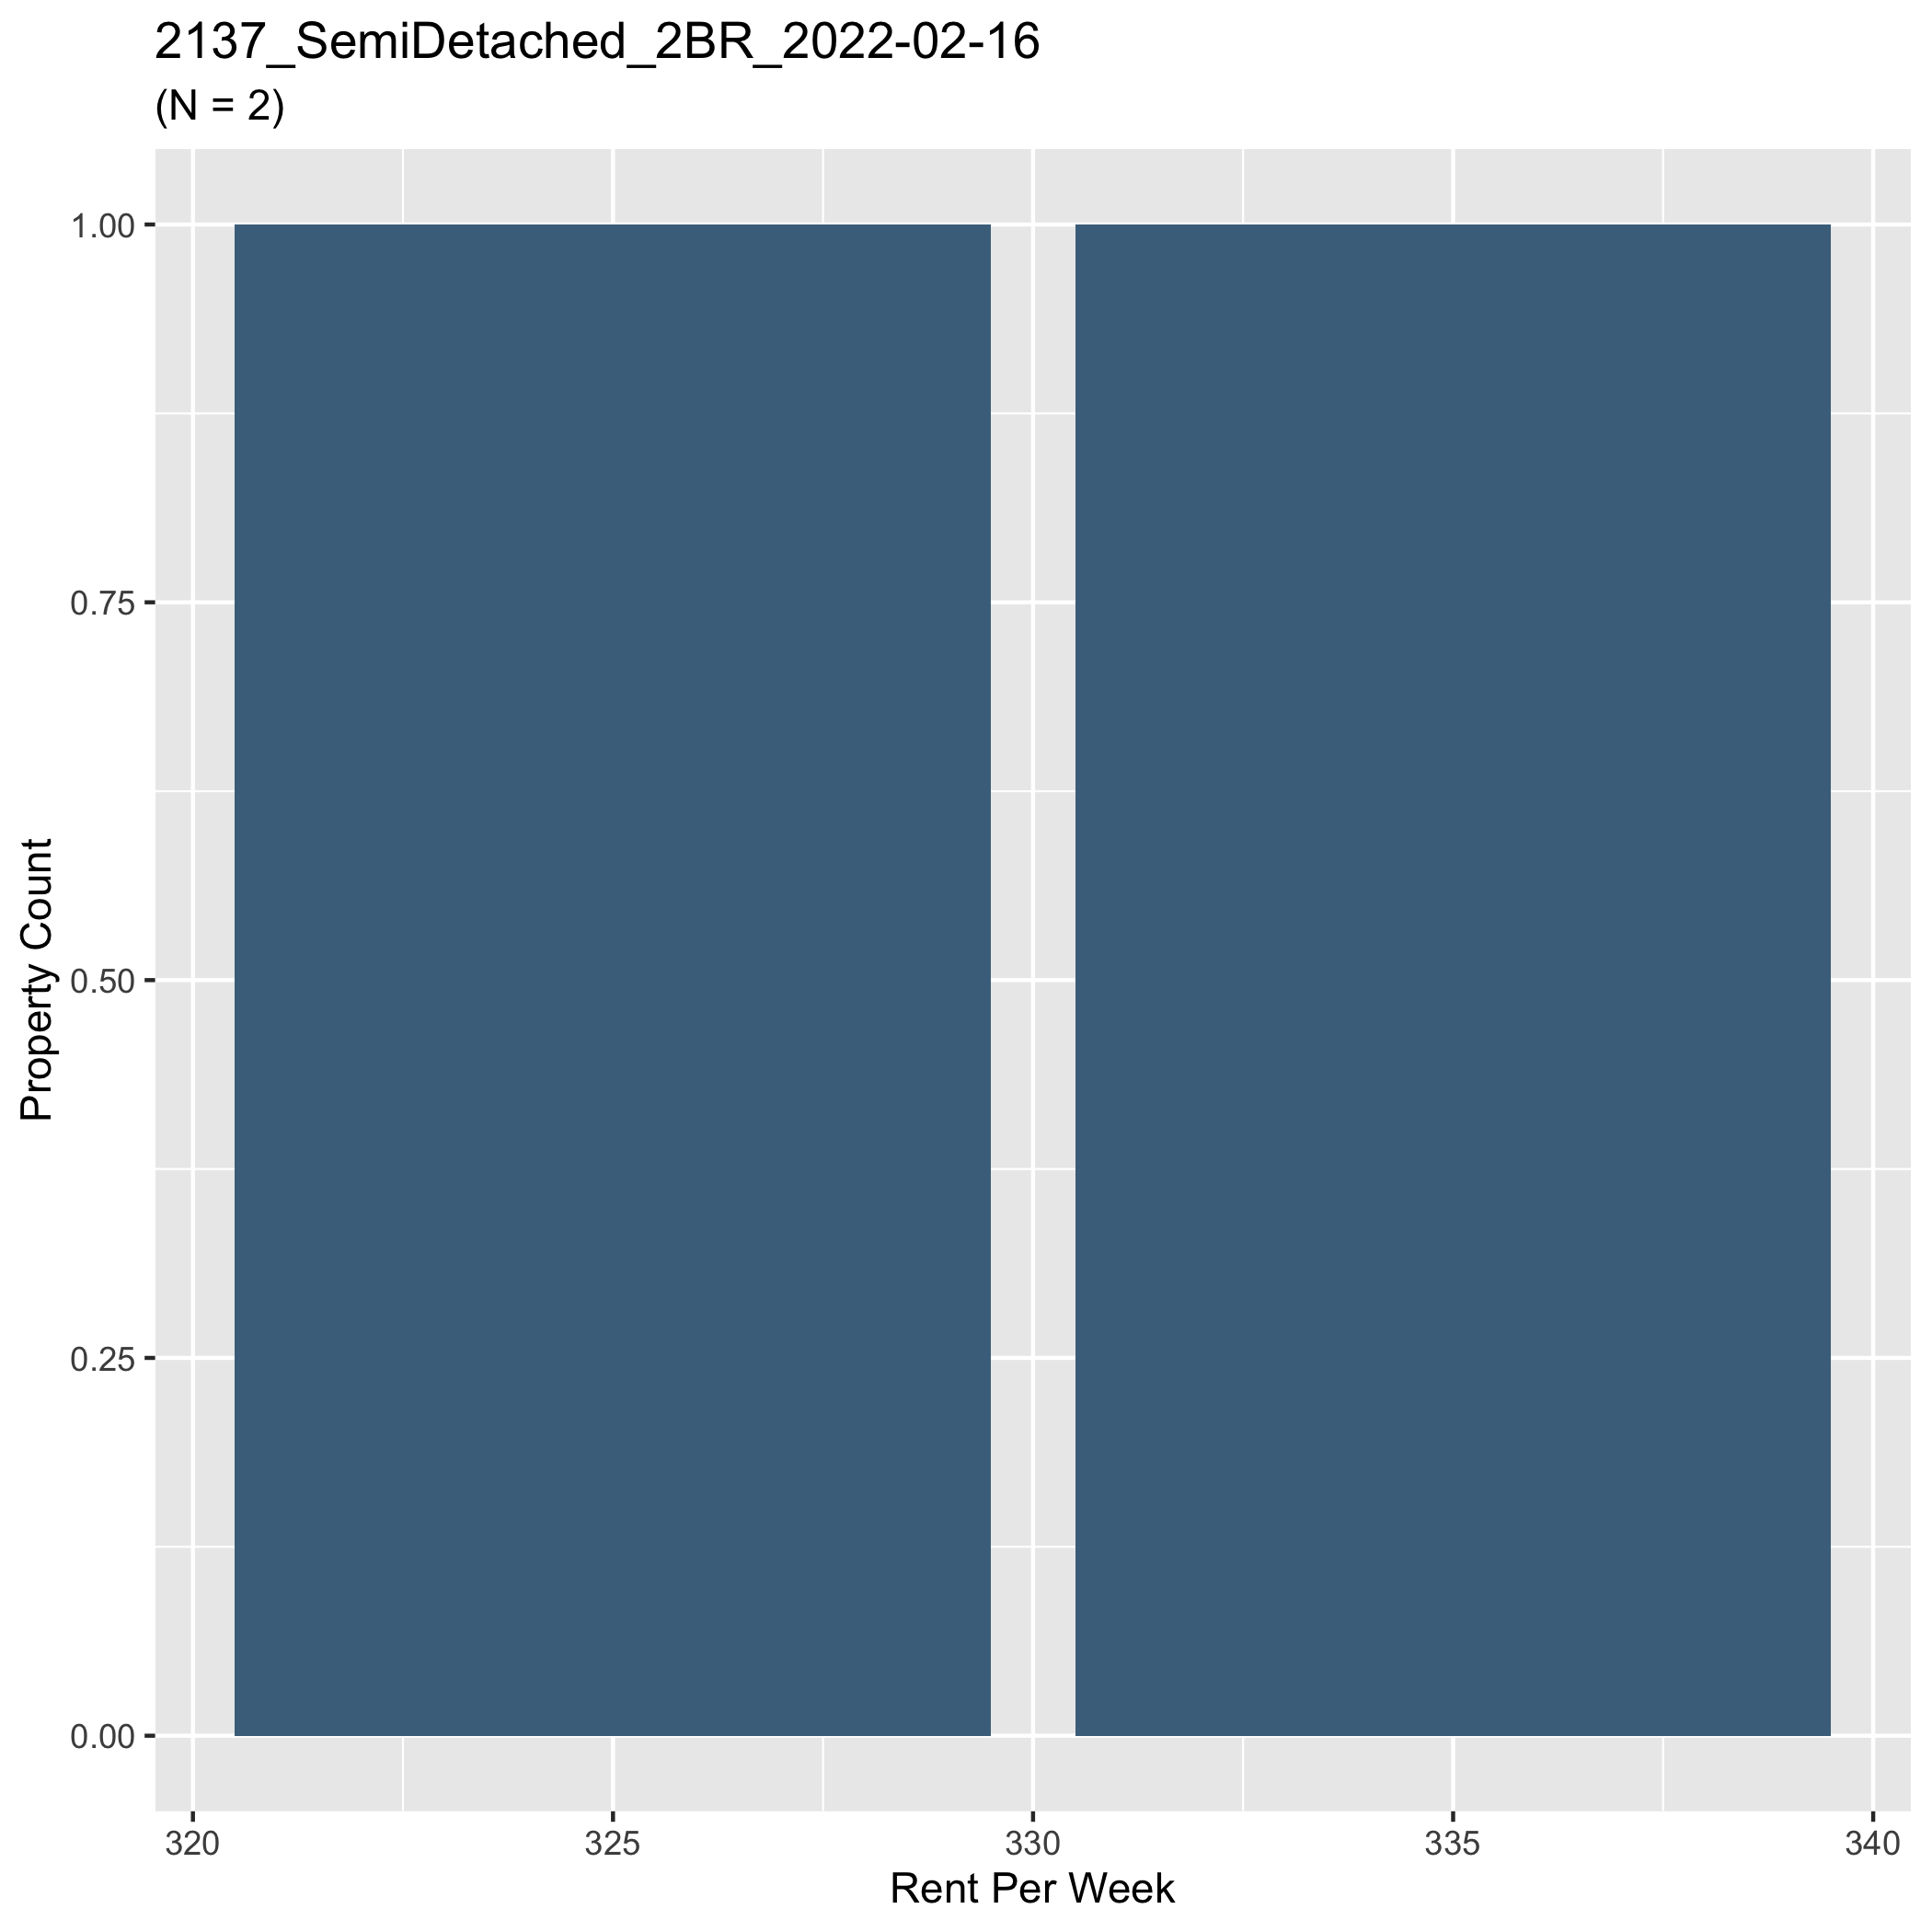 2137_SemiDetached_2BR_2022-02-16
(N = 2)
Property Count
1.00
0.75
0.50
0.25
0.00
320 325 330 335 340
Rent Per Week